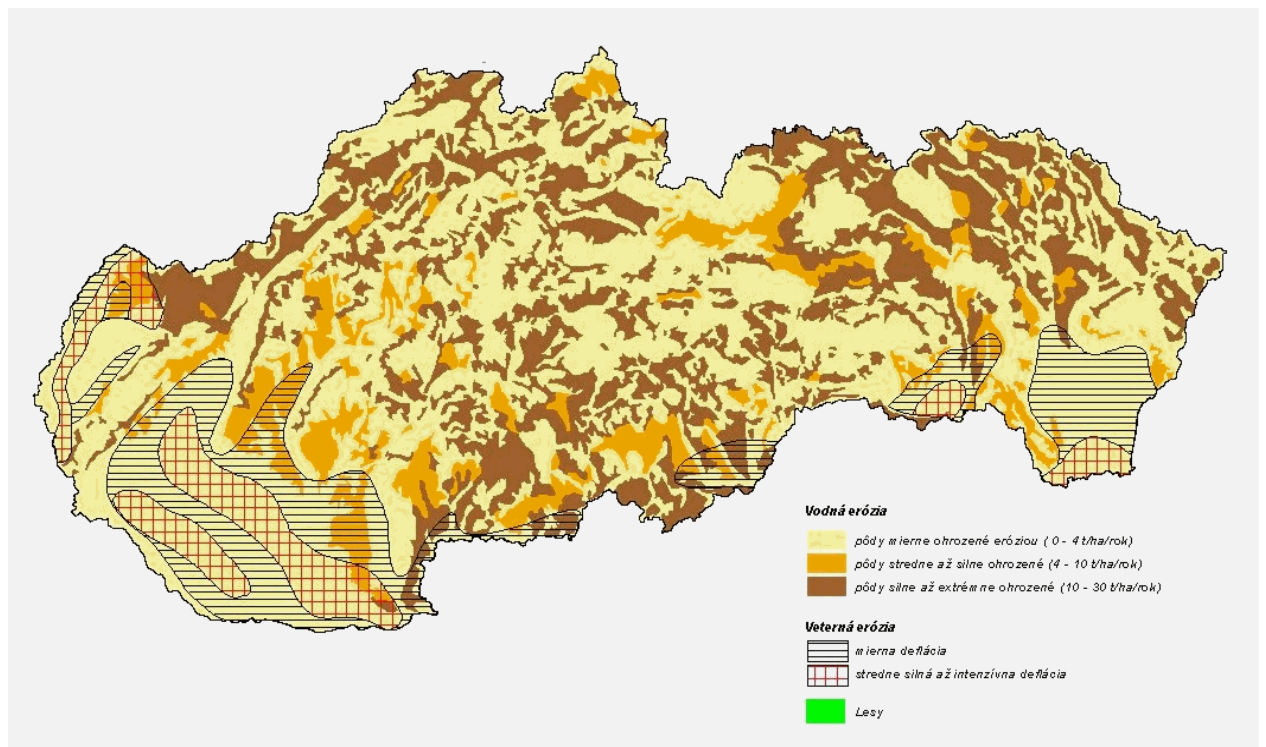 Vodná erózia
pôdy mierne ohrozené eróziou ( 0 - 4 t/ha/rok)
pôdy stredne až silne ohrozené (4 - 10 t/ha/rok)
pôdy silne až extrémne ohrozené (10 - 30 t/ha/rok)
Veterná erózia
mierna deflácia
stredne silná až intenzívna deflácia
Lesy